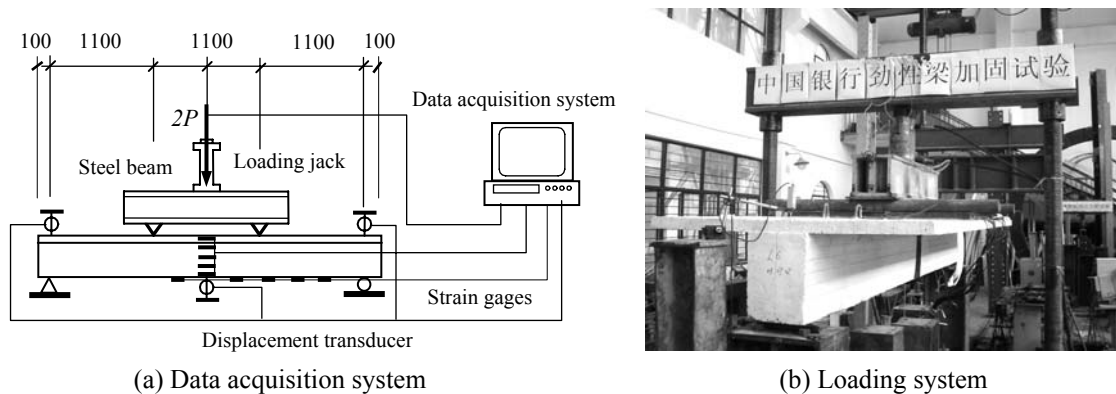 100 1100 1100 1100 100
2P
Data acquisition system
Steel beam
Loading jack
Strain gages
Displacement transducer
(a) Data acquisition system
中国银行劲性梁加固试验
(b) Loading system